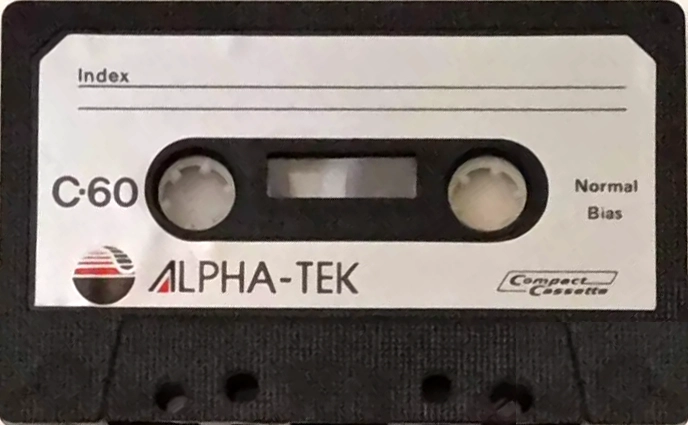 Index
C·60
Normal
Bias
ALPHA-TEK
Compact
Cassette